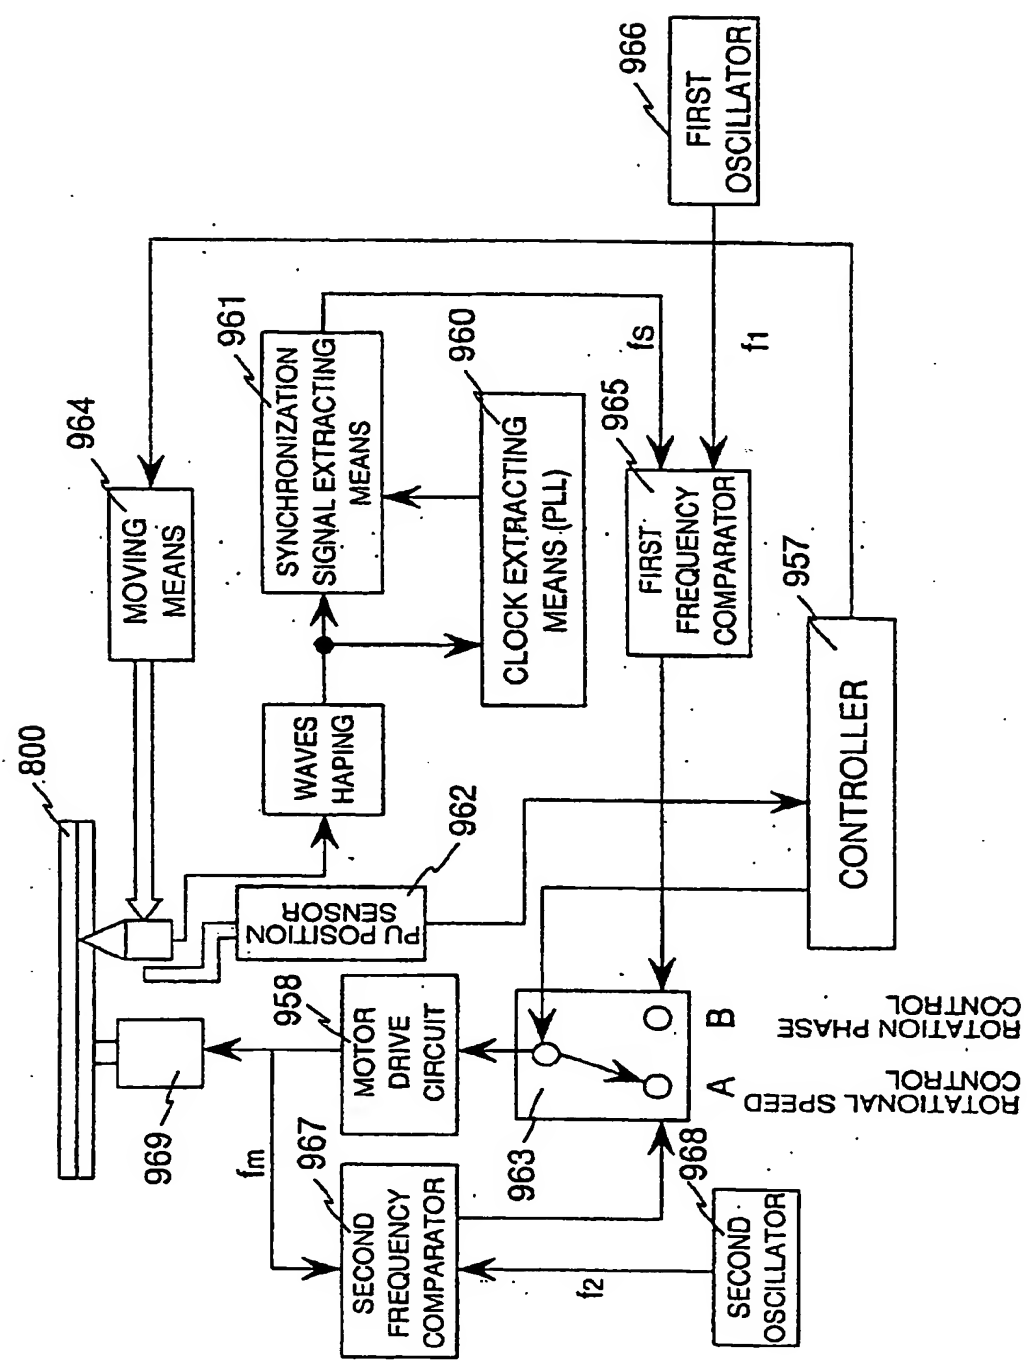 800
969
fm
967
SECOND
FREQUENCY
COMPARATOR
f2
SECOND
OSCILLATOR
968
958
MOTOR
DRIVE
CIRCUIT
963
A
B
ROTATIONAL SPEED
CONTROL
ROTATION PHASE
CONTROL
PU POSITION
SENSOR
962
WAVES
HAPING
964
MOVING
MEANS
961
SYNCHRONIZATION
SIGNAL EXTRACTING
MEANS
960
CLOCK EXTRACTING
MEANS (PLL)
965
FIRST
FREQUENCY
COMPARATOR
fs
f1
957
CONTROLLER
966
FIRST
OSCILLATOR